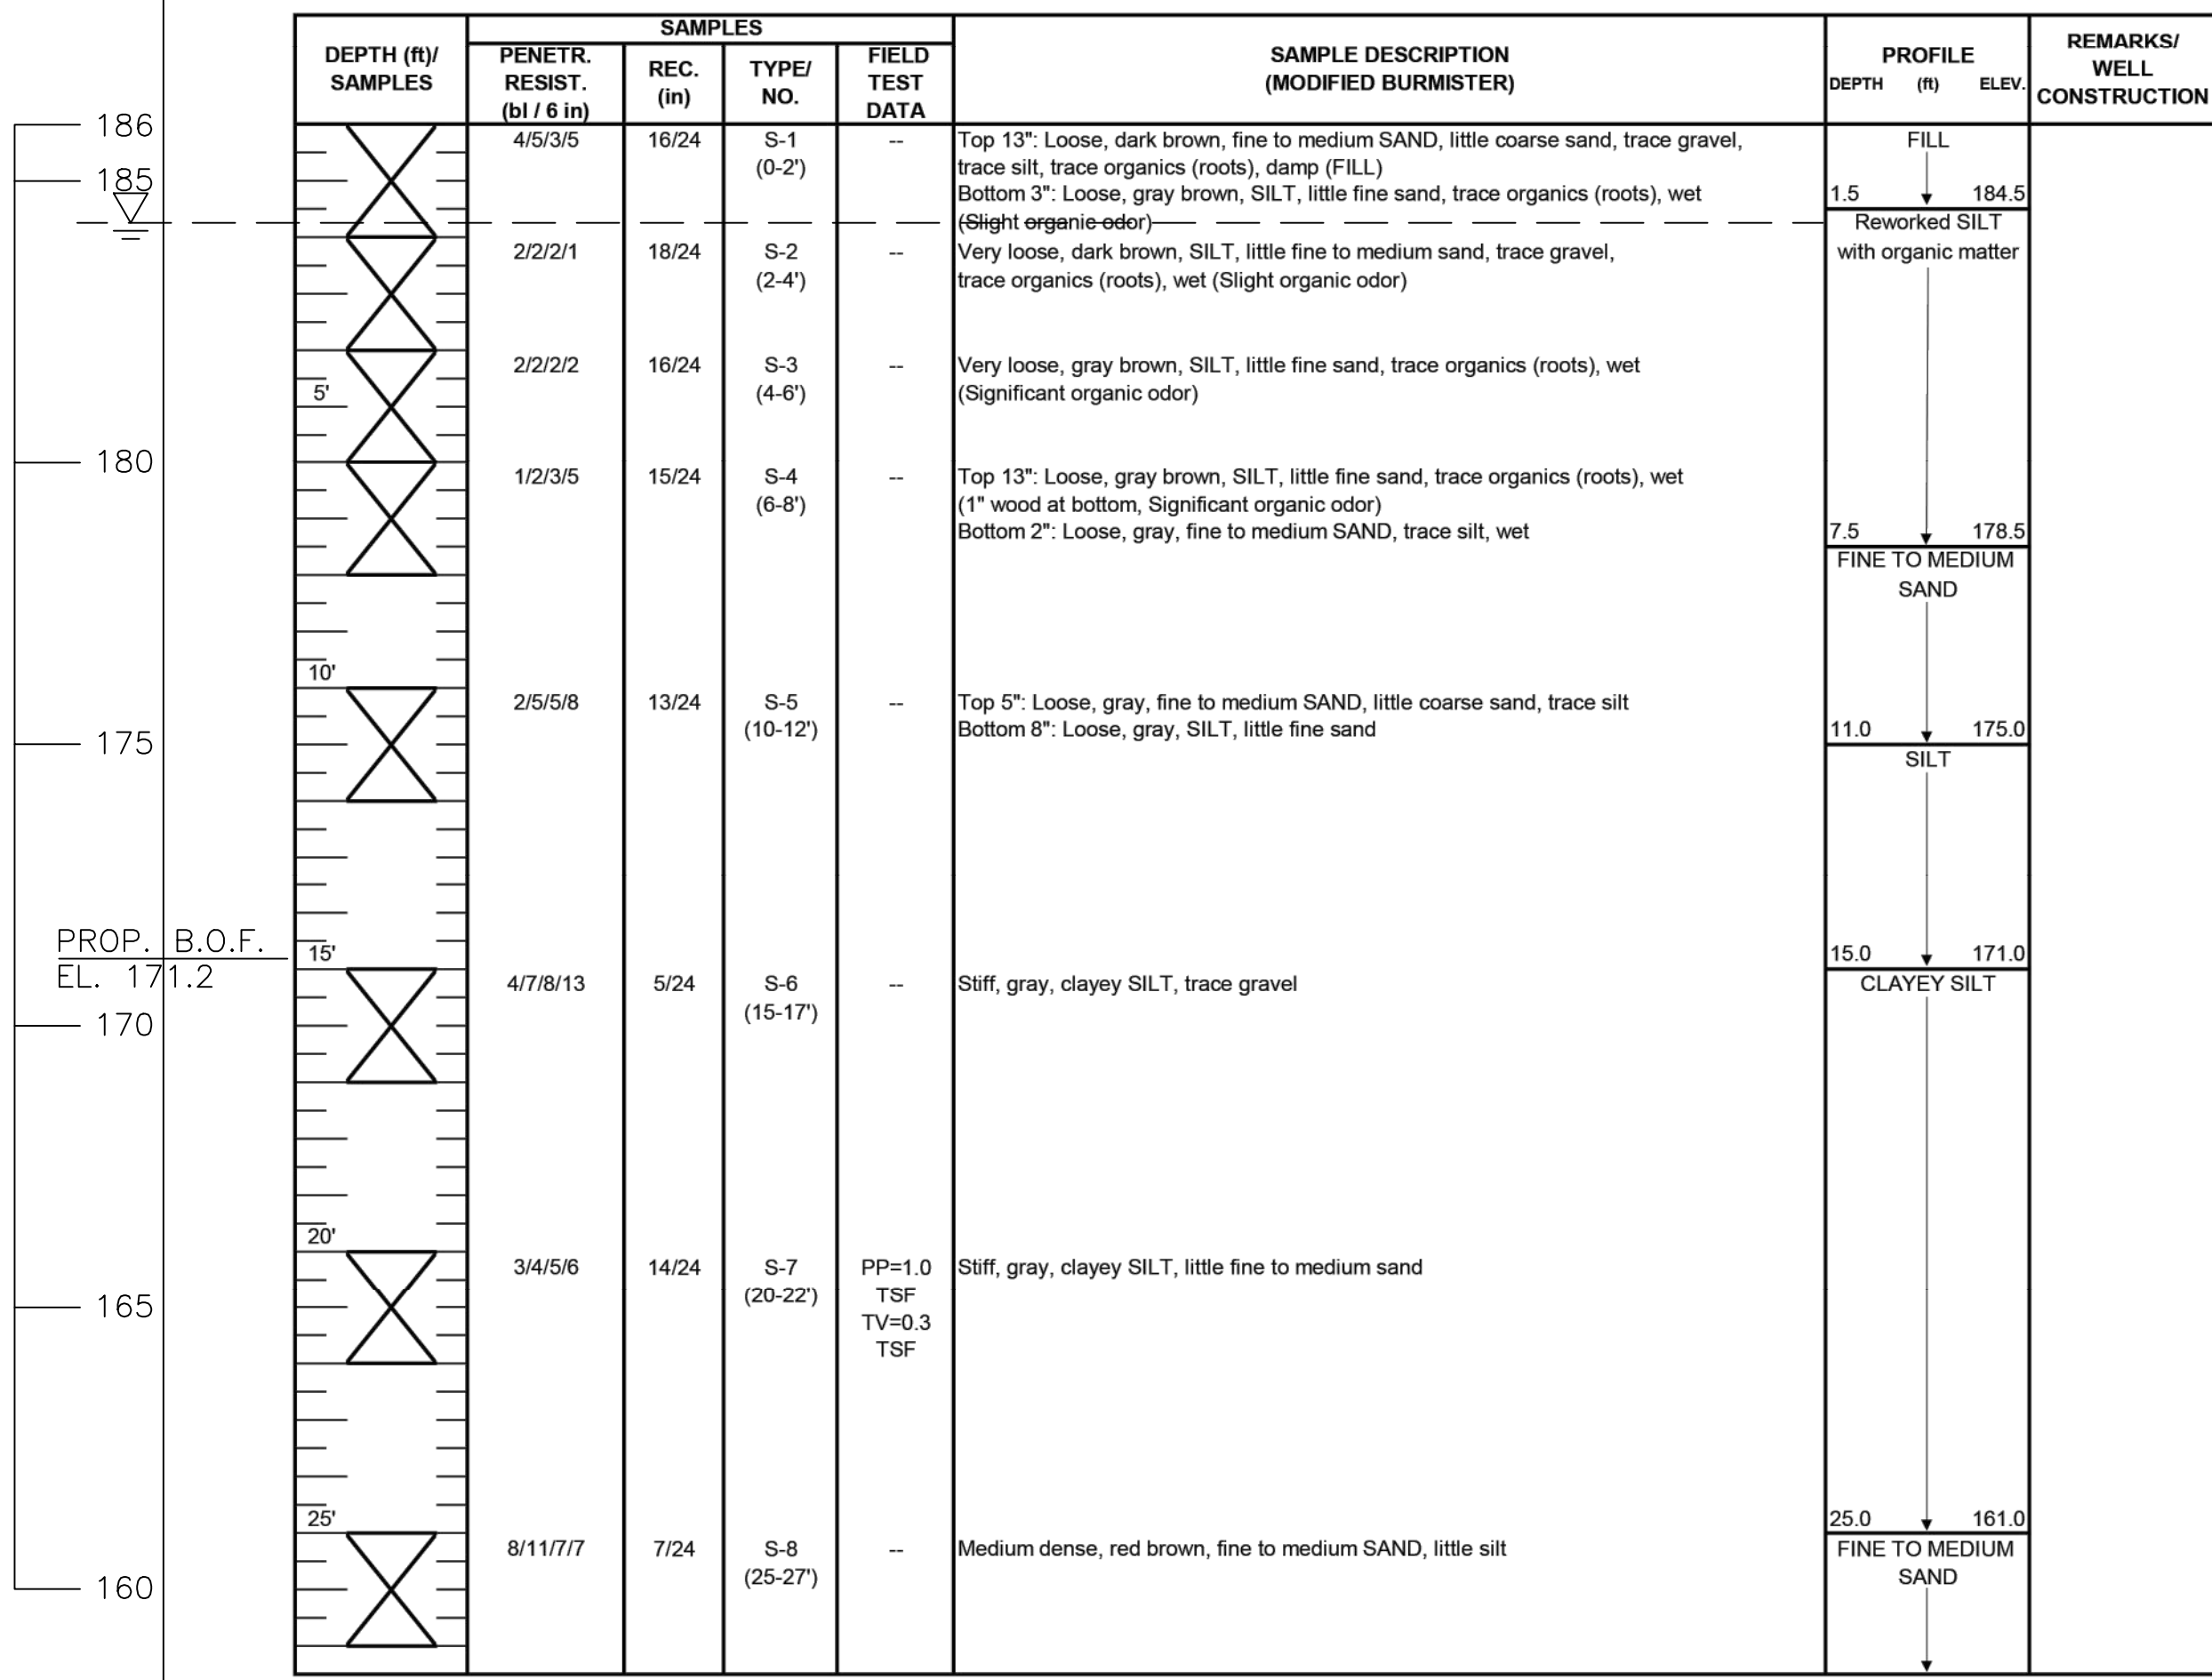 SAMPLES
DEPTH (ft)/
SAMPLES
PENETR.
RESIST.
(bl / 6 in)
REC.
(in)
TYPE/
NO.
FIELD
TEST
DATA
SAMPLE DESCRIPTION
(MODIFIED BURMISTER)
PROFILE
DEPTH (ft) ELEV.
REMARKS/
WELL
CONSTRUCTION
186
185
4/5/3/5
16/24
S-1
(0-2')
--
Top 13": Loose, dark brown, fine to medium SAND, little coarse sand, trace gravel,
trace silt, trace organics (roots), damp (FILL)
Bottom 3": Loose, gray brown, SILT, little fine sand, trace organics (roots), wet
(Slight organic odor)
FILL
1.5 184.5
Reworked SILT
with organic matter
2/2/2/1
18/24
S-2
(2-4')
--
Very loose, dark brown, SILT, little fine to medium sand, trace gravel,
trace organics (roots), wet (Slight organic odor)
5'
2/2/2/2
16/24
S-3
(4-6')
--
Very loose, gray brown, SILT, little fine sand, trace organics (roots), wet
(Significant organic odor)
180
1/2/3/5
15/24
S-4
(6-8')
--
Top 13": Loose, gray brown, SILT, little fine sand, trace organics (roots), wet
(1" wood at bottom, Significant organic odor)
Bottom 2": Loose, gray, fine to medium SAND, trace silt, wet
7.5 178.5
FINE TO MEDIUM
SAND
10'
175
2/5/5/8
13/24
S-5
(10-12')
--
Top 5": Loose, gray, fine to medium SAND, little coarse sand, trace silt
Bottom 8": Loose, gray, SILT, little fine sand
11.0 175.0
SILT
PROP. B.O.F.
EL. 171.2
15'
15.0 171.0
170
4/7/8/13
5/24
S-6
(15-17')
--
Stiff, gray, clayey SILT, trace gravel
CLAYEY SILT
20'
165
3/4/5/6
14/24
S-7
(20-22')
PP=1.0
TSF
TV=0.3
TSF
Stiff, gray, clayey SILT, little fine to medium sand
25'
25.0 161.0
160
8/11/7/7
7/24
S-8
(25-27')
--
Medium dense, red brown, fine to medium SAND, little silt
FINE TO MEDIUM
SAND